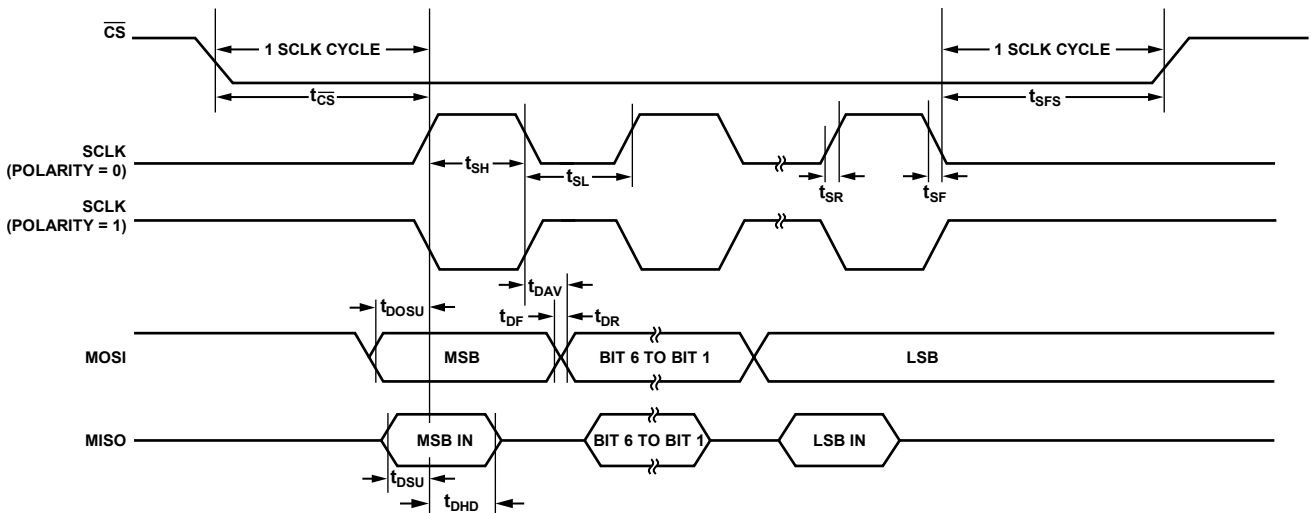 CS
1 SCLK CYCLE
1 SCLK CYCLE
tCS
tSFS
SCLK
(POLARITY = 0)
tSH
tSL
tSR
tSF
SCLK
(POLARITY = 1)
tDAV
tDOSU
tDF
tDR
MOSI
MSB
BIT 6 TO BIT 1
LSB
MISO
MSB IN
BIT 6 TO BIT 1
LSB IN
tDSU
tDHD